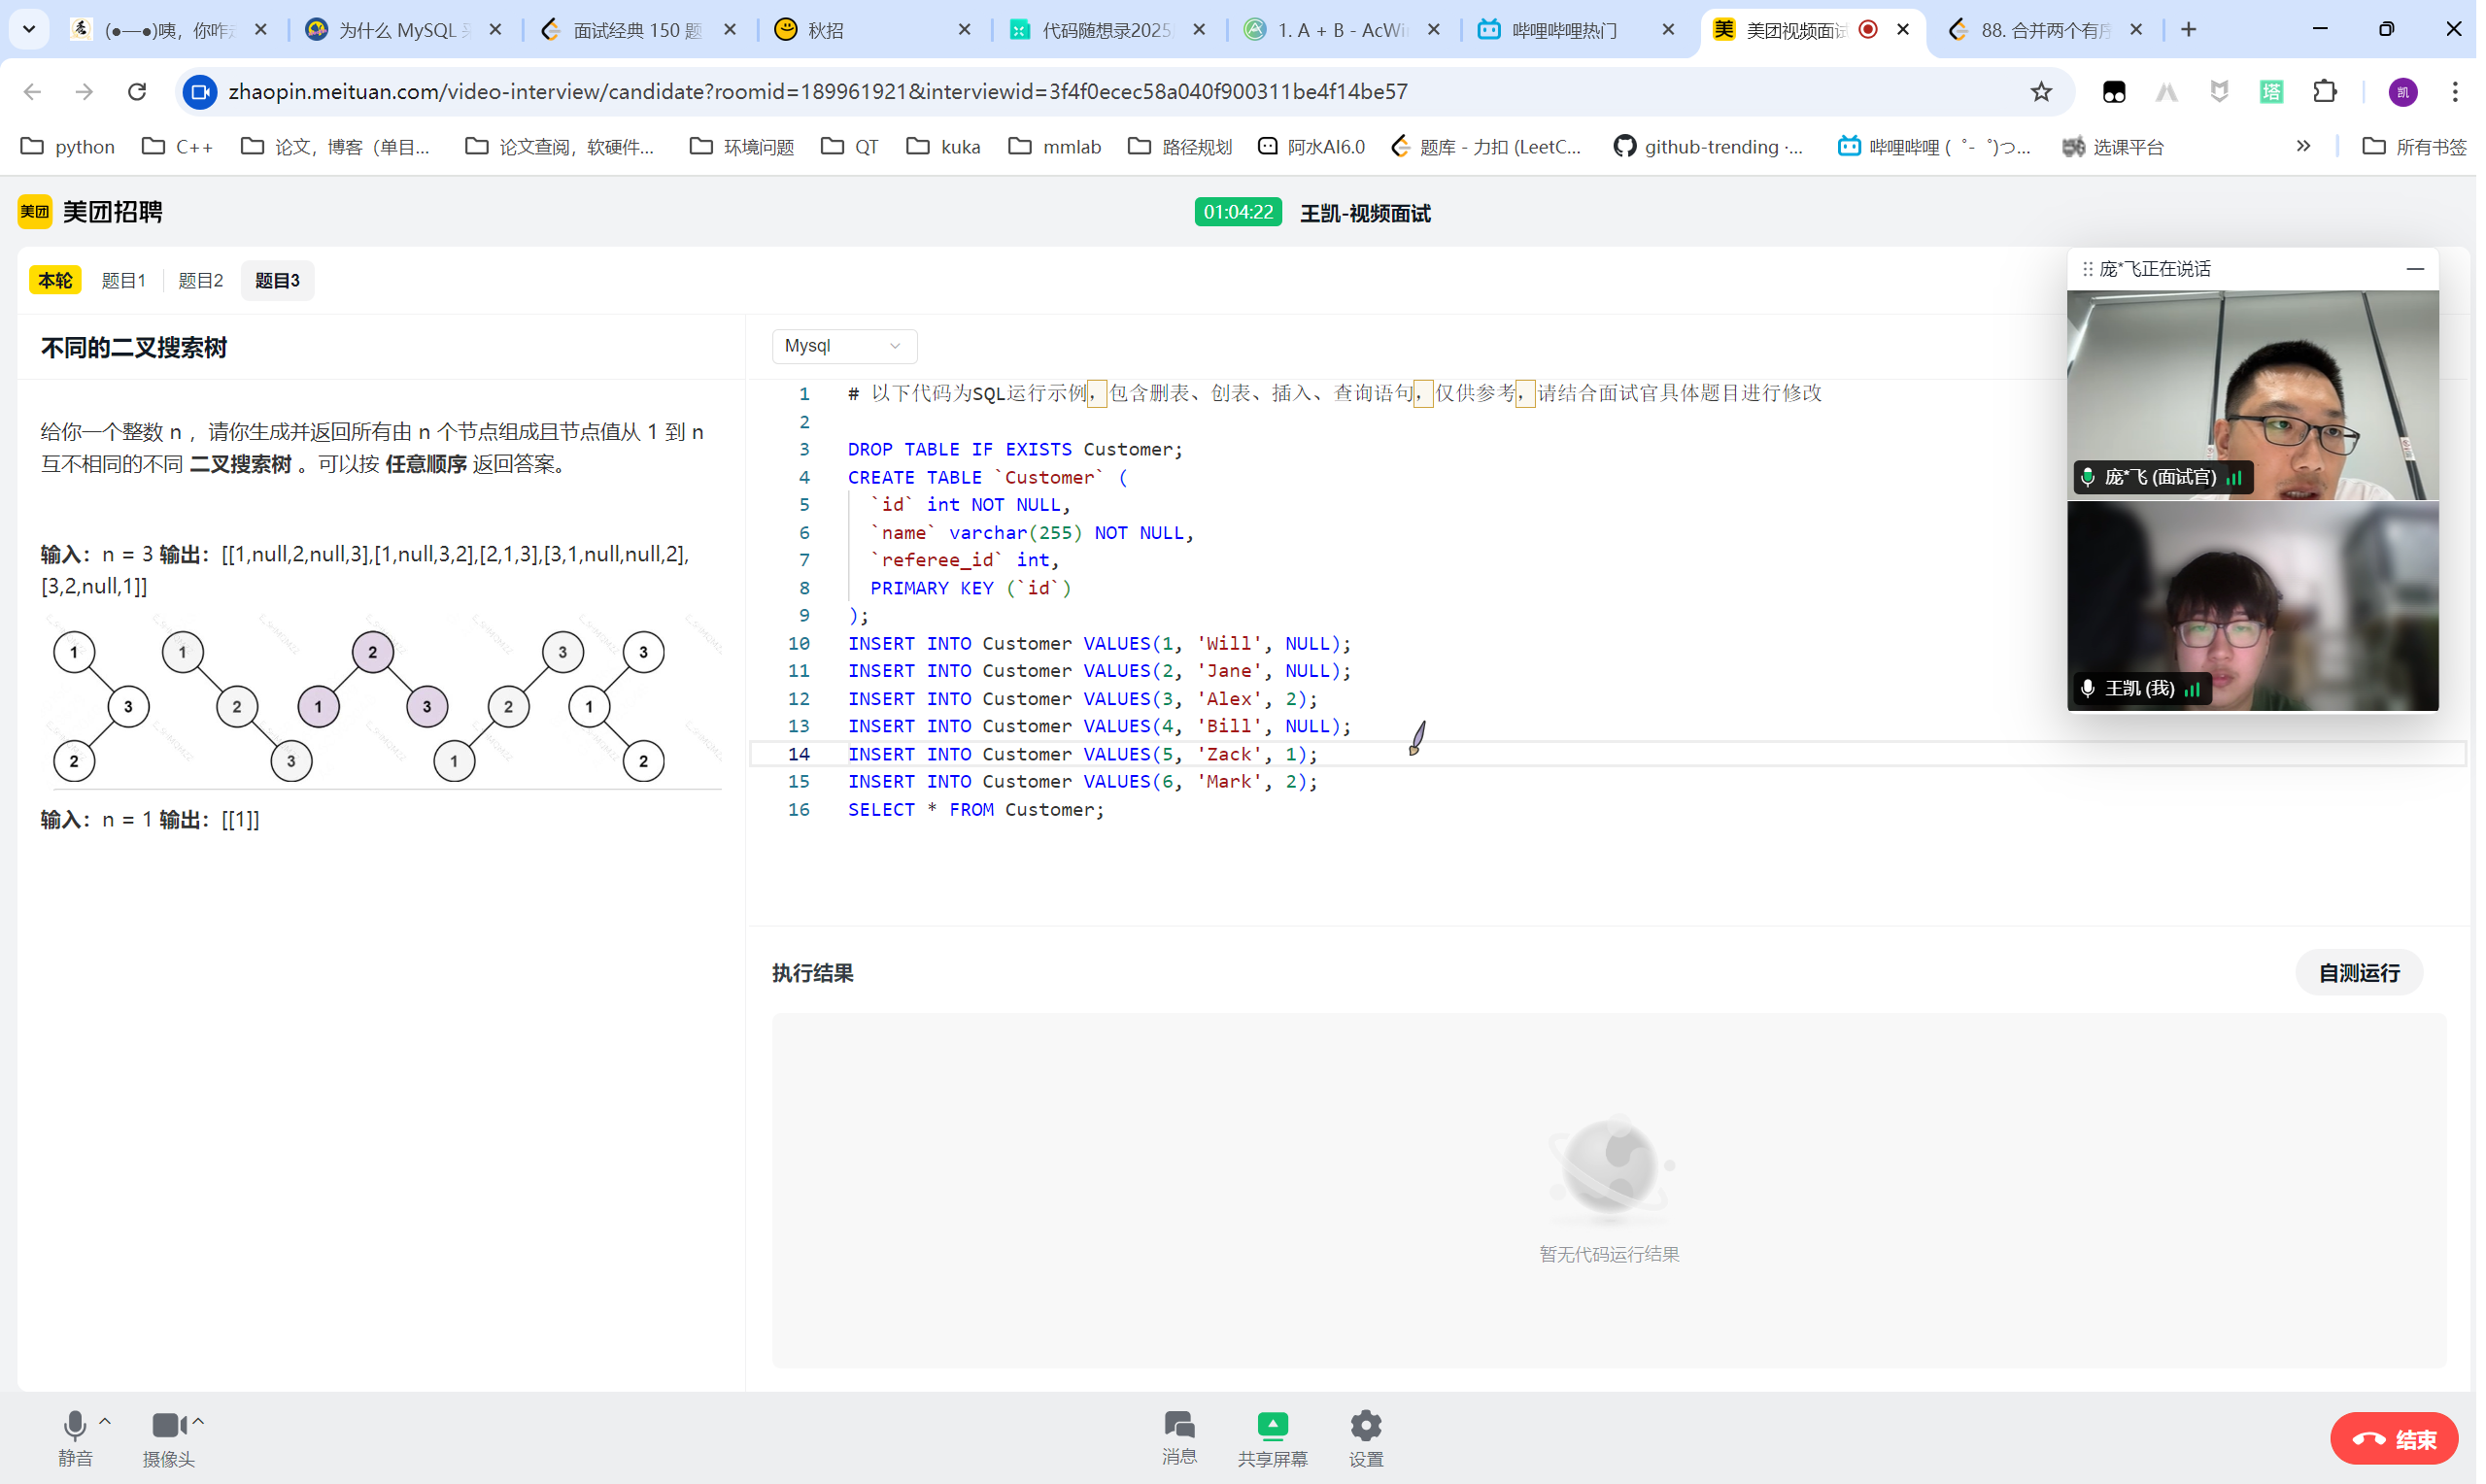 (●—●)咦，你咋
为什么 MySQL
面试经典 150 题
秋招
代码随想录2025
1. A + B - AcWi
哔哩哔哩热门
美团视频面试
88. 合并两个有
zhaopin.meituan.com/video-interview/candidate?roomid=189961921&interviewid=3f4f0ecec58a040f900311be4f14be57
塔
凯
python
C++
论文，博客（单目...
论文查阅，软硬件...
环境问题
QT
kuka
mmlab
路径规划
阿水AI6.0
题库 - 力扣 (LeetC...
github-trending ·...
哔哩哔哩 ( ゜- ゜)つ...
选课平台
»
所有书签
美团 美团招聘
01:04:22 王凯-视频面试
本轮 题目1 题目2 题目3
庞*飞正在说话
不同的二叉搜索树
Mysql
给你一个整数 n ，请你生成并返回所有由 n 个节点组成且节点值从 1 到 n
互不相同的不同 二叉搜索树 。可以按 任意顺序 返回答案。
输入：n = 3 输出：[[1,null,2,null,3],[1,null,3,2],[2,1,3],[3,1,null,null,2],
[3,2,null,1]]
1 1 2 3 3
3 2 1 3 2 1
2 3 1 2
输入：n = 1 输出：[[1]]
1 # 以下代码为SQL运行示例，包含删表、创表、插入、查询语句，仅供参考，请结合面试官具体题目进行修改
2
3 DROP TABLE IF EXISTS Customer;
4 CREATE TABLE `Customer` (
5 `id` int NOT NULL,
6 `name` varchar(255) NOT NULL,
7 `referee_id` int,
8 PRIMARY KEY (`id`)
9 );
10 INSERT INTO Customer VALUES(1, 'Will', NULL);
11 INSERT INTO Customer VALUES(2, 'Jane', NULL);
12 INSERT INTO Customer VALUES(3, 'Alex', 2);
13 INSERT INTO Customer VALUES(4, 'Bill', NULL);
14 INSERT INTO Customer VALUES(5, 'Zack', 1);
15 INSERT INTO Customer VALUES(6, 'Mark', 2);
16 SELECT * FROM Customer;
庞*飞 (面试官)
王凯 (我)
执行结果
自测运行
暂无代码运行结果
静音
摄像头
消息
共享屏幕
设置
结束